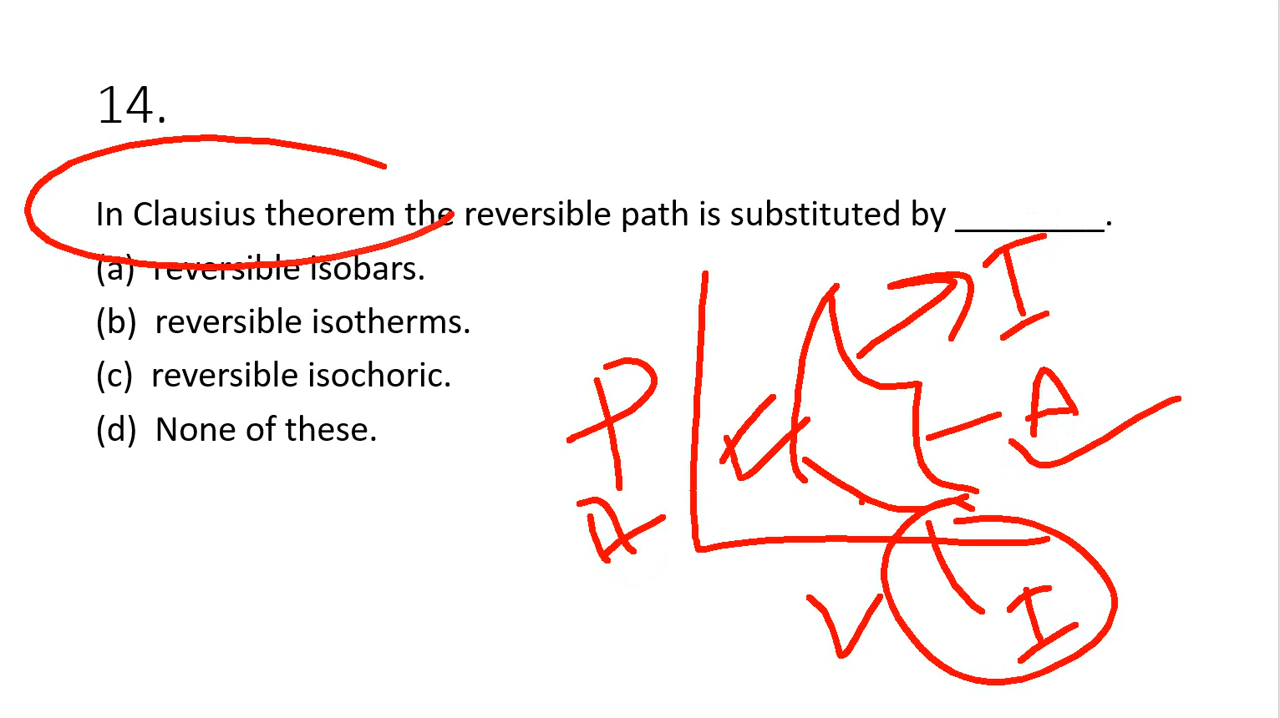 14.
In Clausius theorem the reversible path is substituted by ________.
(a) reversible isobars.
(b) reversible isotherms.
(c) reversible isochoric.
(d) None of these.
I
P
A
V
I